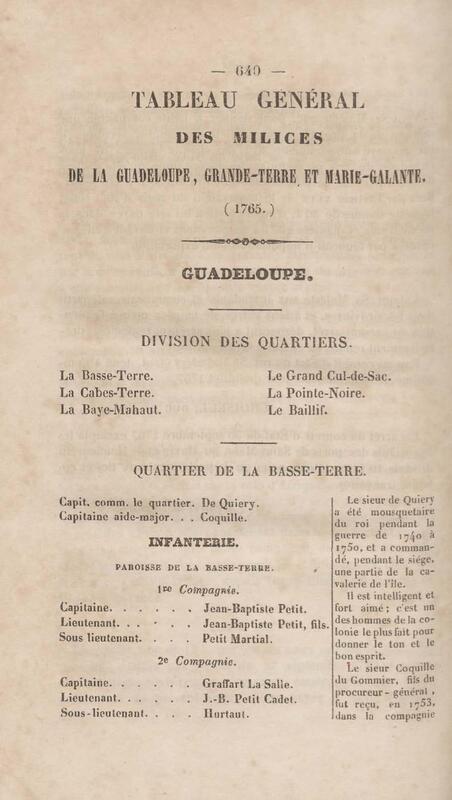 — 640 —
TABLEAU GÉNÉRAL
DES MILICES
DE LA GUADELOUPE, GRANDE-TERRE ET MARIE-GALANTE.
(1765.)
GUADELOUPE.
DIVISION DES QUARTIERS.
La Basse-Terre.
La Cabes-Terre.
La Baye-Mahaut.
Le Grand Cul-de-Sac.
La Pointe-Noire.
Le Baillif.
QUARTIER DE LA BASSE-TERRE.
Capit. comm. le quartier. De Quiery.
Capitaine aide-major. . . Coquille.
INFANTERIE.
PAROISSE DE LA BASSE-TERRE.
1re Compagnie.
Capitaine. . . . . . Jean-Baptiste Petit.
Lieutenant. . . . . Jean-Baptiste Petit, fils.
Sous lieutenant. . . . Petit Martial.
2e Compagnie.
Capitaine. . . . . . Graffart La Salle.
Lieutenant. . . . . . J.-B. Petit Cadet.
Sous-lieutenant. . . . Hurtaut.
Le sieur de Quiery
a été mousquetaire
du roi pendant la
guerre de 1740 à
1750, et a comman-
dé, pendant le siége,
une partie de la ca-
valerie de l'île.
Il est intelligent et
fort aimé; c'est un
des hommes de la co-
lonie le plus fait pour
donner le ton et le
bon esprit.
Le sieur Coquille
du Gommier, fils du
procureur-général,
fut reçu, en 1753,
dans la compagnie